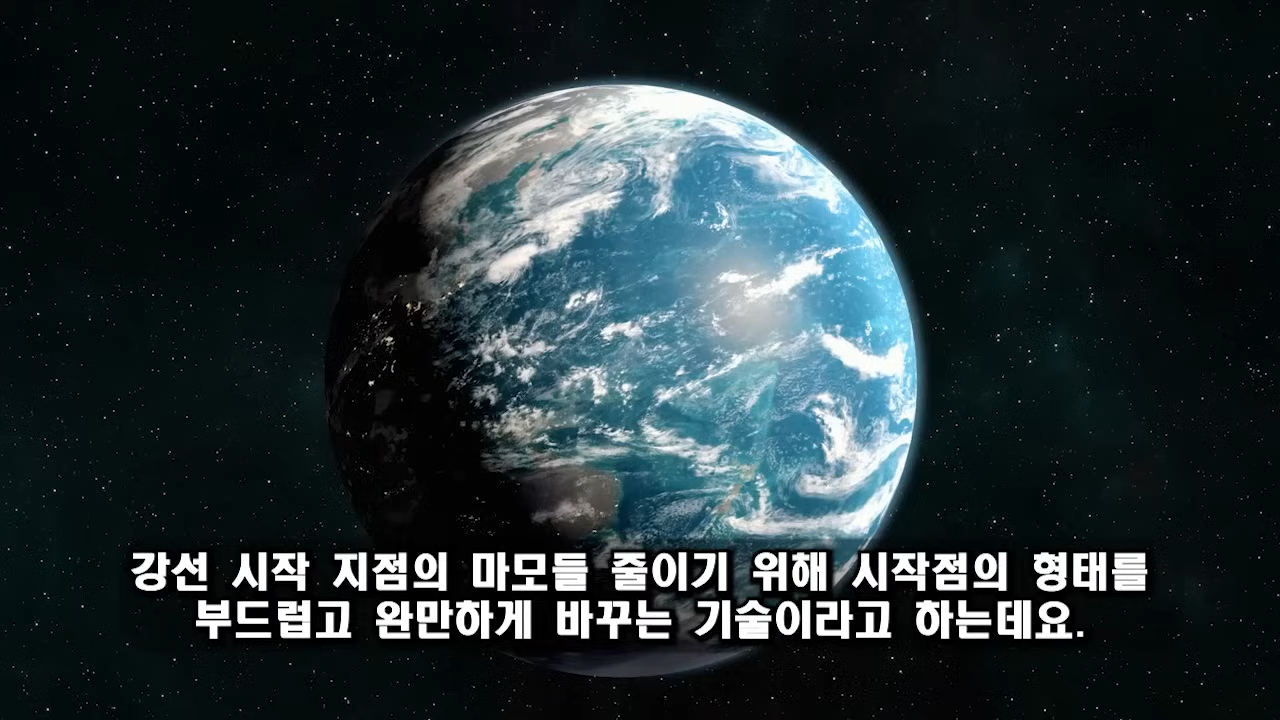 강선 시작 지점의 마모들 줄이기 위해 시작점의 형태를
부드럽고 완만하게 바꾸는 기술이라고 하는데요.